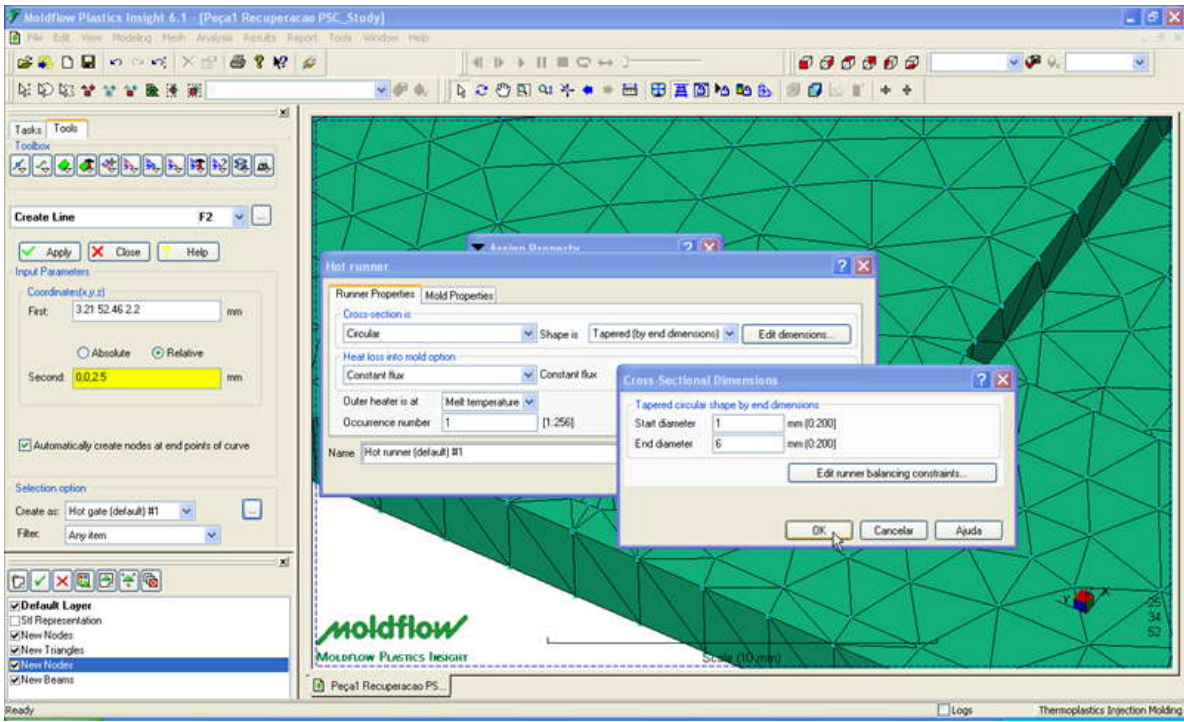 Moldflow Plastics Insight 6.1 - [Peça1 Recuperacao PSC_Study]
File Edit View Modeling Mesh Analysis Results Report Tools Window Help
Tasks Tools
Toolbox
Create Line F2 ...
Apply Close ? Help
Input Parameters
Coordinates(x,y,z)
First: 3.21 52.46 2.2 mm
Absolute Relative
Second: 0,0,2.5 mm
Automatically create nodes at end points of curve
Selection option
Create as: Hot gate (default) #1 ...
Filter: Any item
Default Layer
Stl Representation
New Nodes
New Triangles
New Nodes
New Beams
Assign Property
Hot runner
Runner Properties Mold Properties
Cross-section is
Circular Shape is Tapered (by end dimensions) Edit dimensions...
Heat loss into mold option
Constant flux Constant flux
Outer heater is at Melt temperature
Occurrence number 1 [1:256]
Name Hot runner (default) #1
Cross-Sectional Dimensions
Tapered circular shape by end dimensions
Start diameter 1 mm (0:200]
End diameter 6 mm (0:200]
Edit runner balancing constraints...
OK Cancelar Ajuda
moldflow
MOLDFLOW PLASTICS INSIGHT
Scale (10 mm)
Y X
25
34
52
Peça1 Recuperacao PS...
Ready Logs Thermoplastics Injection Molding